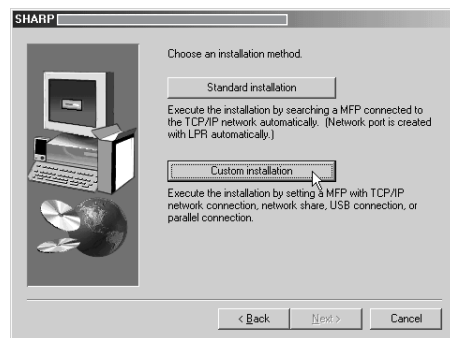 SHARP
Choose an installation method.
Standard installation
Execute the installation by searching a MFP connected to
the TCP/IP network automatically. (Network port is created
with LPR automatically.)
Custom installation
Execute the installation by setting a MFP with TCP/IP
network connection, network share, USB connection, or
parallel connection.
< Back
Next >
Cancel